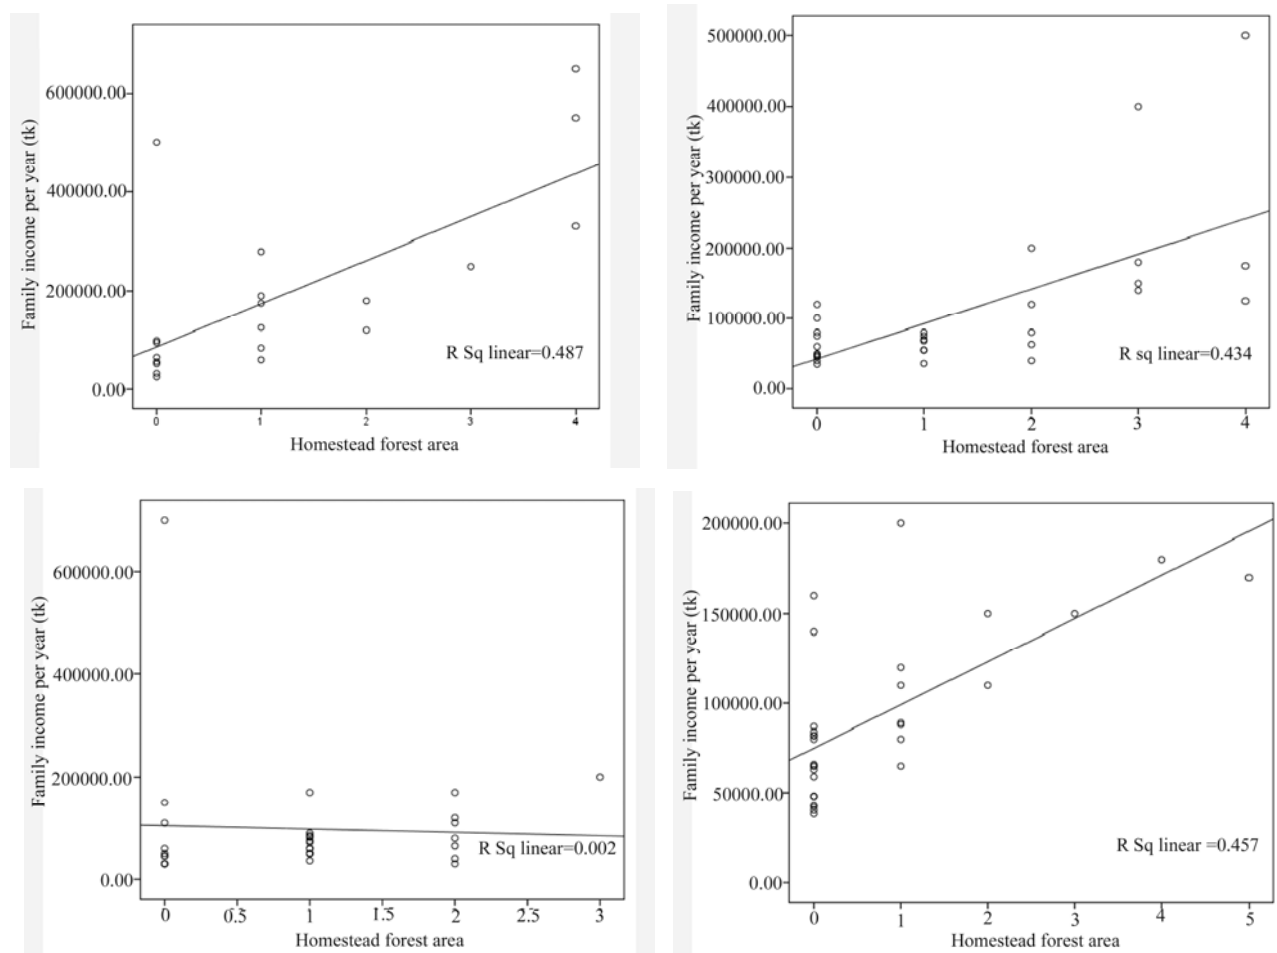 Family income per year (tk)
600000.00
400000.00
200000.00
0.00
R Sq linear=0.487
0 1 2 3 4
Homestead forest area
Family income per year (tk)
500000.00
400000.00
300000.00
200000.00
100000.00
0.00
R sq linear=0.434
0 1 2 3 4
Homestead forest area
Family income per year (tk)
600000.00
400000.00
200000.00
0.00
R Sq linear=0.002
0 0.5 1 1.5 2 2.5 3
Homestead forest area
Family income per year (tk)
200000.00
150000.00
100000.00
50000.00
0.00
R Sq linear =0.457
0 1 2 3 4 5
Homestead forest area